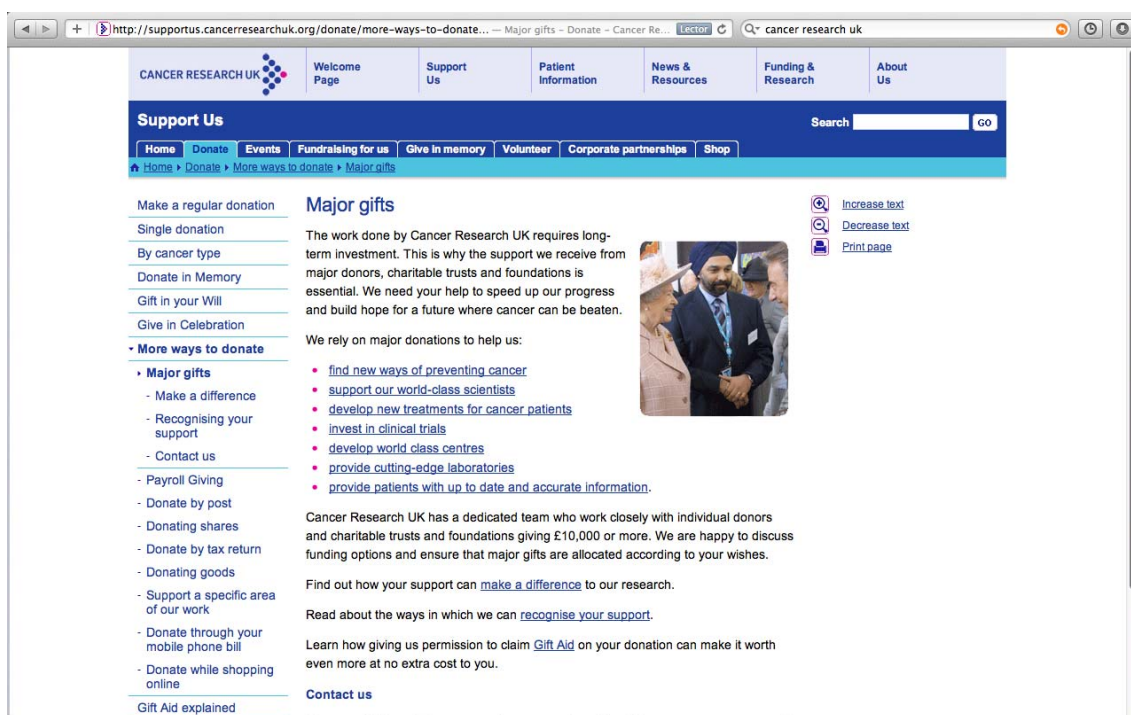 http://supportus.cancerresearchuk.org/donate/more-ways-to-donate... — Major gifts – Donate – Cancer Re... Lector
cancer research uk
CANCER RESEARCH UK
Welcome Page
Support Us
Patient Information
News & Resources
Funding & Research
About Us
Support Us
Search GO
Home Donate Events Fundraising for us Give in memory Volunteer Corporate partnerships Shop
Home Donate More ways to donate Major gifts
Make a regular donation
Single donation
By cancer type
Donate in Memory
Gift in your Will
Give in Celebration
More ways to donate
Major gifts
- Make a difference
- Recognising your
support
- Contact us
- Payroll Giving
- Donate by post
- Donating shares
- Donate by tax return
- Donating goods
- Support a specific area
of our work
- Donate through your
mobile phone bill
- Donate while shopping
online
Gift Aid explained
Major gifts
The work done by Cancer Research UK requires long-
term investment. This is why the support we receive from
major donors, charitable trusts and foundations is
essential. We need your help to speed up our progress
and build hope for a future where cancer can be beaten.
We rely on major donations to help us:
• find new ways of preventing cancer
• support our world-class scientists
• develop new treatments for cancer patients
• invest in clinical trials
• develop world class centres
• provide cutting-edge laboratories
• provide patients with up to date and accurate information.
Cancer Research UK has a dedicated team who work closely with individual donors
and charitable trusts and foundations giving £10,000 or more. We are happy to discuss
funding options and ensure that major gifts are allocated according to your wishes.
Find out how your support can make a difference to our research.
Read about the ways in which we can recognise your support.
Learn how giving us permission to claim Gift Aid on your donation can make it worth
even more at no extra cost to you.
Contact us
Increase text
Decrease text
Print page